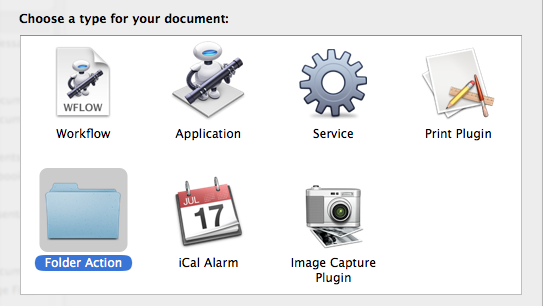 Choose a type for your document:
WFLOW
Workflow
Application
Service
Print Plugin
JUL
17
Folder Action
iCal Alarm
Image Capture
Plugin